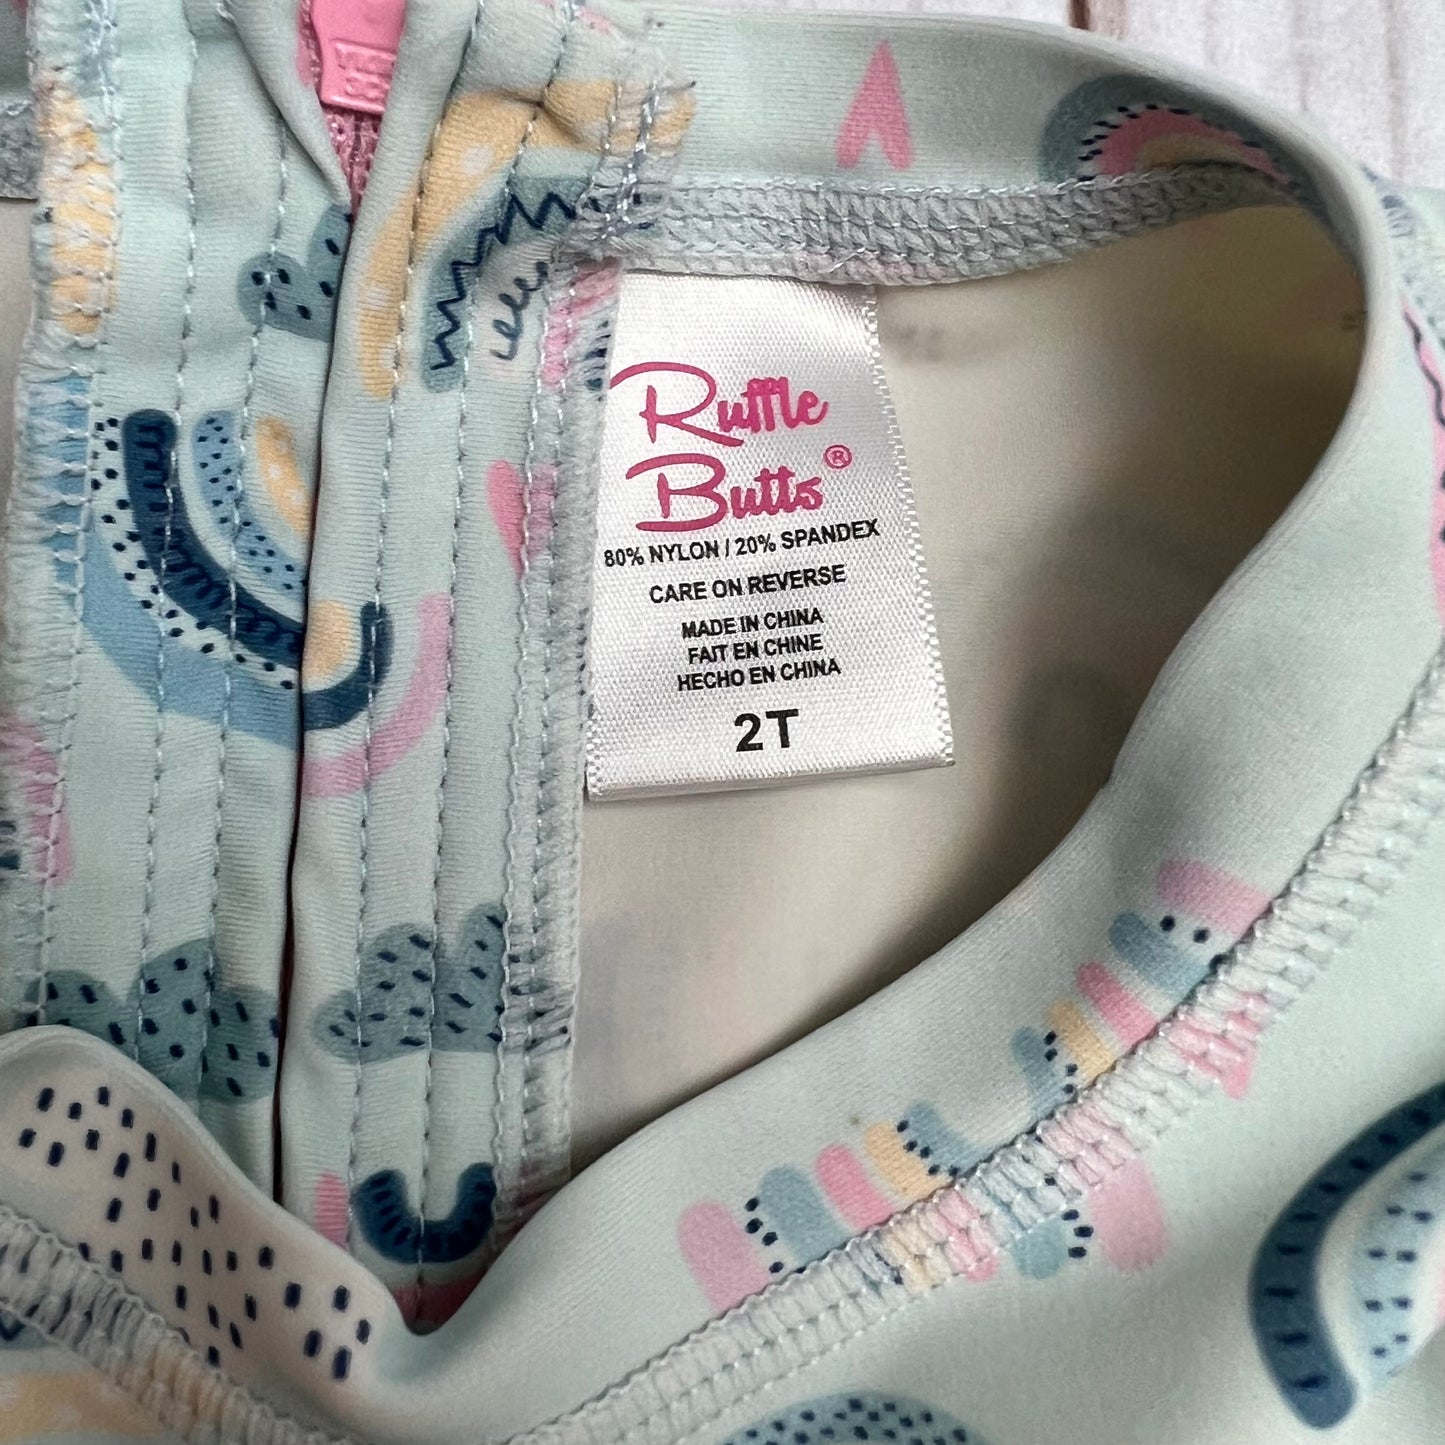 Ruffle
Butts®
80% NYLON / 20% SPANDEX
CARE ON REVERSE
MADE IN CHINA
FAIT EN CHINE
HECHO EN CHINA
2T